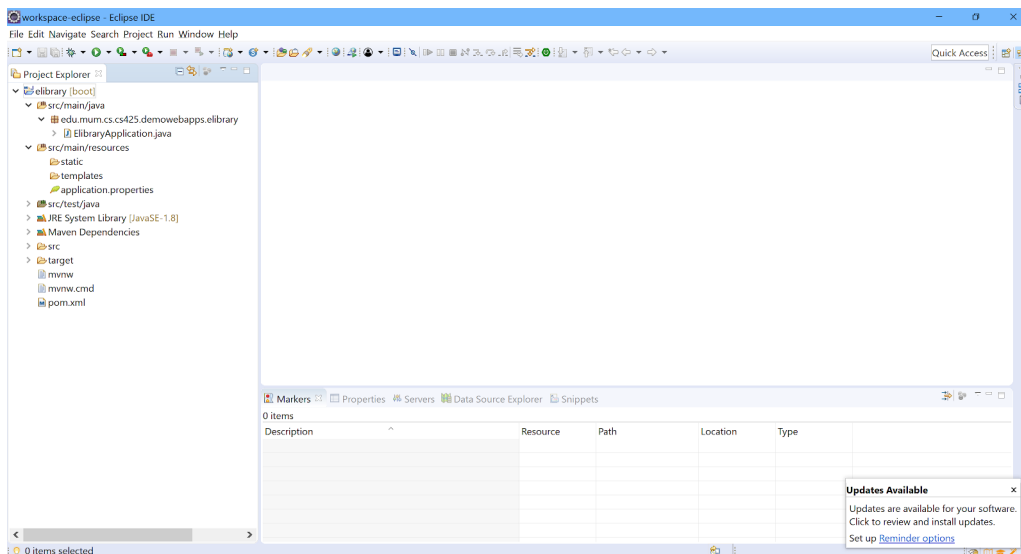 workspace-eclipse - Eclipse IDE
File Edit Navigate Search Project Run Window Help
Quick Access
Project Explorer
elibrary [boot]
src/main/java
edu.mum.cs.cs425.demowebapps.elibrary
ElibraryApplication.java
src/main/resources
static
templates
application.properties
src/test/java
JRE System Library [JavaSE-1.8]
Maven Dependencies
src
target
mvnw
mvnw.cmd
pom.xml
Markers Properties Servers Data Source Explorer Snippets
0 items
Description Resource Path Location Type
Updates Available
Updates are available for your software.
Click to review and install updates.
Set up Reminder options
0 items selected